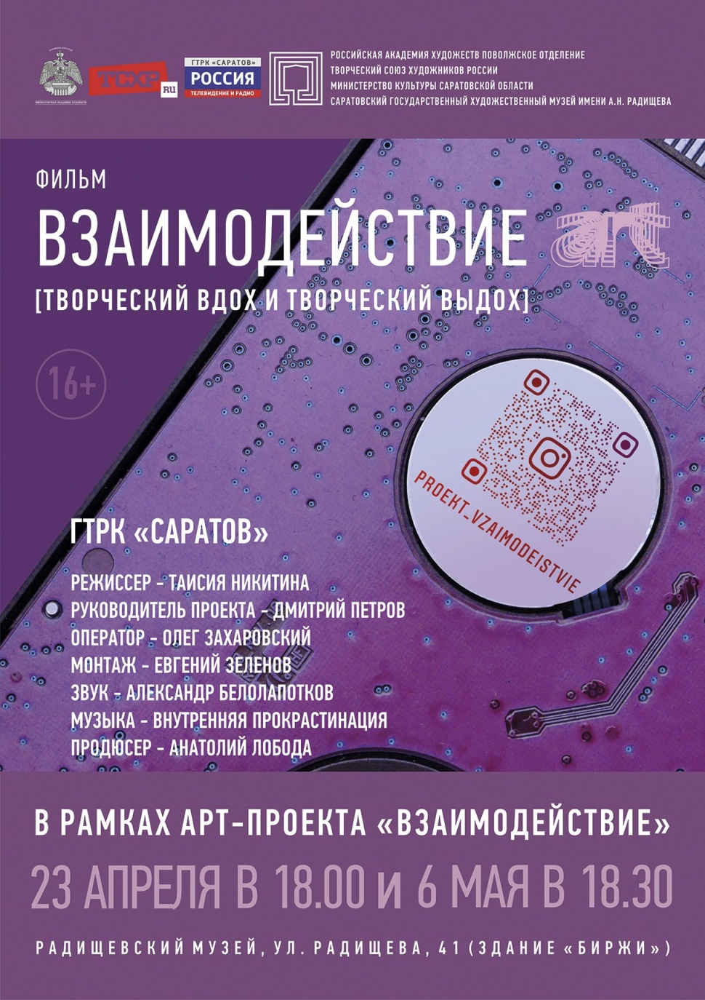 РОССИЙСКАЯ АКАДЕМИЯ ХУДОЖЕСТВ ПОВОЛЖСКОЕ ОТДЕЛЕНИЕ
ТВОРЧЕСКИЙ СОЮЗ ХУДОЖНИКОВ РОССИИ
МИНИСТЕРСТВО КУЛЬТУРЫ САРАТОВСКОЙ ОБЛАСТИ
САРАТОВСКИЙ ГОСУДАРСТВЕННЫЙ ХУДОЖЕСТВЕННЫЙ МУЗЕЙ ИМЕНИ А.Н. РАДИЩЕВА
ТСХР
RU
ГТРК «САРАТОВ»
РОССИЯ
ТЕЛЕВИДЕНИЕ И РАДИО
ФИЛЬМ
ВЗАИМОДЕЙСТВИЕ art
[ТВОРЧЕСКИЙ ВДОХ И ТВОРЧЕСКИЙ ВЫДОХ]
16+
PROEKT_VZAIMODEISTVIE
ГТРК «САРАТОВ»
РЕЖИССЕР - ТАИСИЯ НИКИТИНА
РУКОВОДИТЕЛЬ ПРОЕКТА - ДМИТРИЙ ПЕТРОВ
ОПЕРАТОР - ОЛЕГ ЗАХАРОВСКИЙ
МОНТАЖ - ЕВГЕНИЙ ЗЕЛЕНОВ
ЗВУК - АЛЕКСАНДР БЕЛОЛАПОТКОВ
МУЗЫКА - ВНУТРЕННЯЯ ПРОКРАСТИНАЦИЯ
ПРОДЮСЕР - АНАТОЛИЙ ЛОБОДА
В РАМКАХ АРТ-ПРОЕКТА «ВЗАИМОДЕЙСТВИЕ»
23 АПРЕЛЯ В 18.00 и 6 МАЯ В 18.30
РАДИЩЕВСКИЙ МУЗЕЙ, УЛ. РАДИЩЕВА, 41 (ЗДАНИЕ «БИРЖИ»)